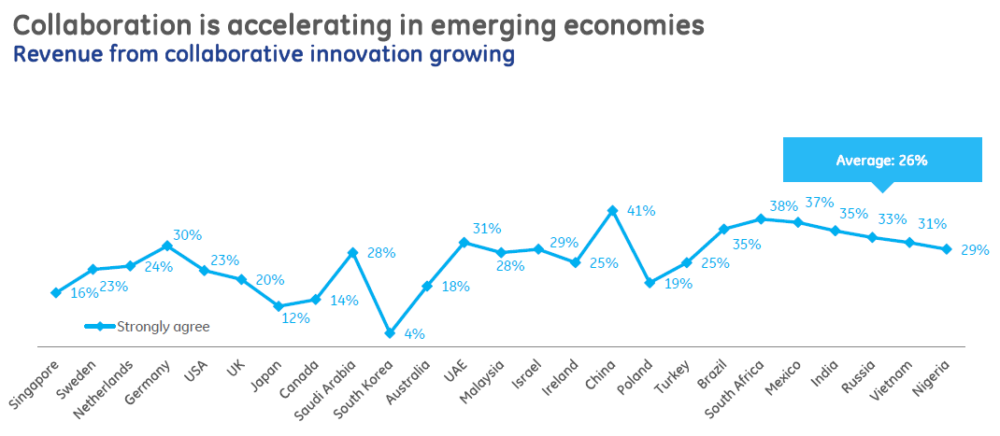 Collaboration is accelerating in emerging economies
Revenue from collaborative innovation growing
Average: 26%
16%
23%
24%
30%
23%
20%
12%
14%
28%
4%
18%
31%
28%
29%
25%
41%
19%
25%
35%
38%
37%
35%
33%
31%
29%
Strongly agree
Singapore
Sweden
Netherlands
Germany
USA
UK
Japan
Canada
Saudi Arabia
South Korea
Australia
UAE
Malaysia
Israel
Ireland
China
Poland
Turkey
Brazil
South Africa
Mexico
India
Russia
Vietnam
Nigeria